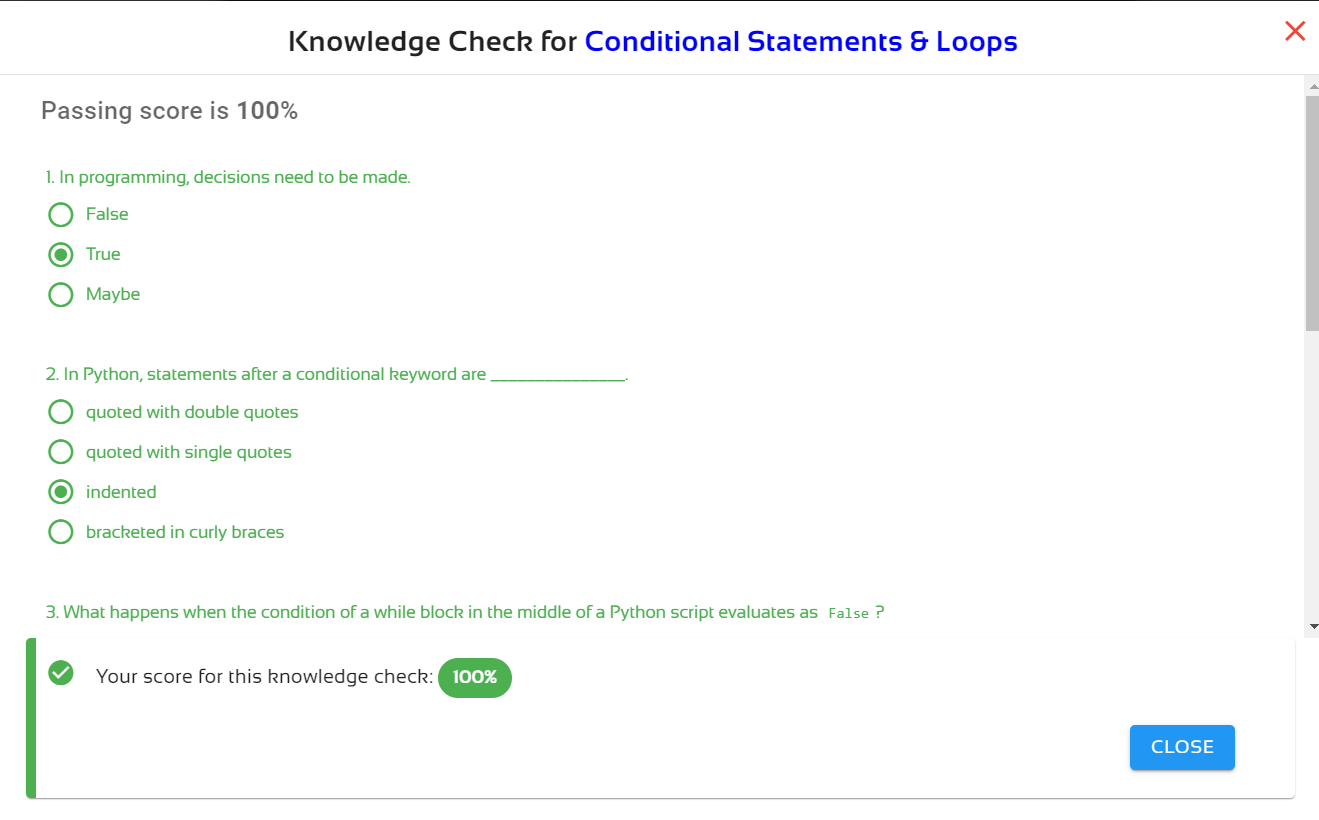 Knowledge Check for Conditional Statements & Loops
Passing score is 100%
1. In programming, decisions need to be made.
False
True
Maybe
2. In Python, statements after a conditional keyword are _______________.
quoted with double quotes
quoted with single quotes
indented
bracketed in curly braces
3. What happens when the condition of a while block in the middle of a Python script evaluates as False ?
Your score for this knowledge check: 100%
CLOSE